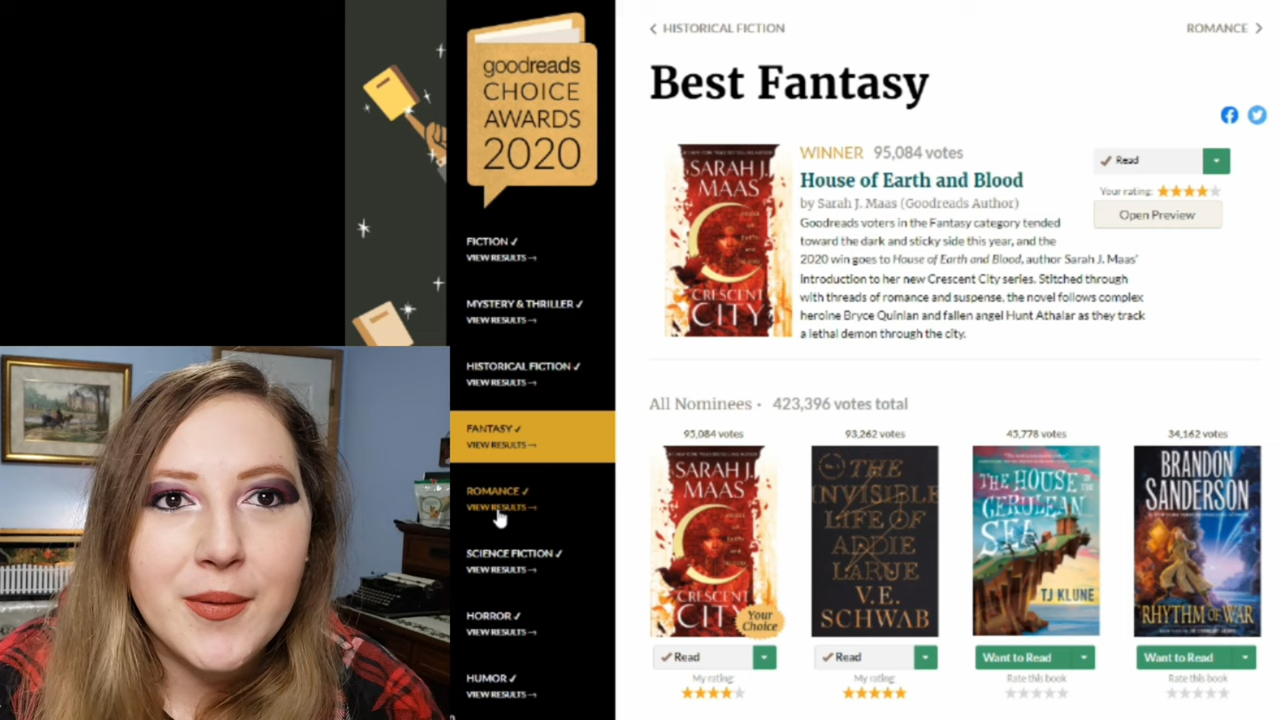 goodreads
CHOICE
AWARDS
2020
FICTION ✓
VIEW RESULTS →
MYSTERY & THRILLER ✓
VIEW RESULTS →
HISTORICAL FICTION ✓
VIEW RESULTS →
FANTASY ✓
VIEW RESULTS →
ROMANCE ✓
VIEW RESULTS →
SCIENCE FICTION ✓
VIEW RESULTS →
HORROR ✓
VIEW RESULTS →
HUMOR ✓
VIEW RESULTS →
HISTORICAL FICTION
ROMANCE
Best Fantasy
SARAH J.
MAAS
CRESCENT
CITY
WINNER 95,084 votes
House of Earth and Blood
by Sarah J. Maas (Goodreads Author)
Goodreads voters in the Fantasy category tended
toward the dark and sticky side this year, and the
2020 win goes to House of Earth and Blood, author Sarah J. Maas'
introduction to her new Crescent City series. Stitched through
with threads of romance and suspense, the novel follows complex
heroine Bryce Quinlan and fallen angel Hunt Athalar as they track
a lethal demon through the city.
Read
Your rating:
Open Preview
All Nominees • 423,396 votes total
95,084 votes
SARAH J.
MAAS
CRESCENT
CITY
Your
Choice
Read
My rating:
93,262 votes
THE
INVISIBLE
LIFE OF
ADDIE
LARUE
V.E.
SCHWAB
Read
My rating:
45,778 votes
THE HOUSE IN THE
CERULEAN
SEA
TJ KLUNE
Want to Read
Rate this book
34,162 votes
BRANDON
SANDERSON
RHYTHM OF WAR
Want to Read
Rate this book